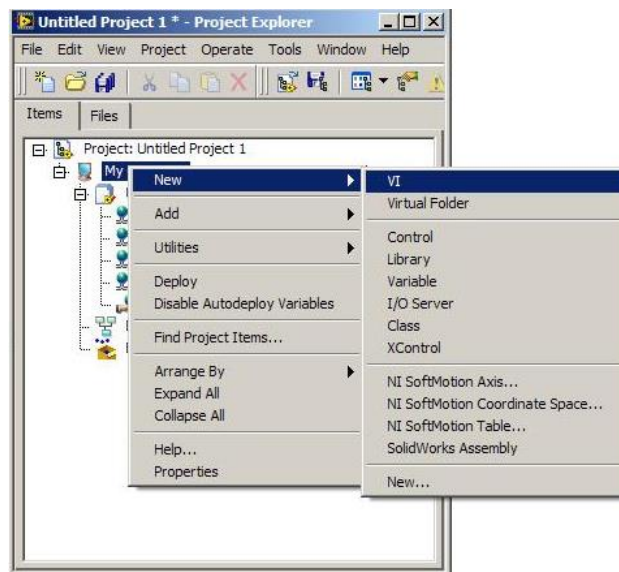 Untitled Project 1 * - Project Explorer
File Edit View Project Operate Tools Window Help
Items Files
Project: Untitled Project 1
My
New
Add
Utilities
Deploy
Disable Autodeploy Variables
Find Project Items...
Arrange By
Expand All
Collapse All
Help...
Properties
VI
Virtual Folder
Control
Library
Variable
I/O Server
Class
XControl
NI SoftMotion Axis...
NI SoftMotion Coordinate Space...
NI SoftMotion Table...
SolidWorks Assembly
New...